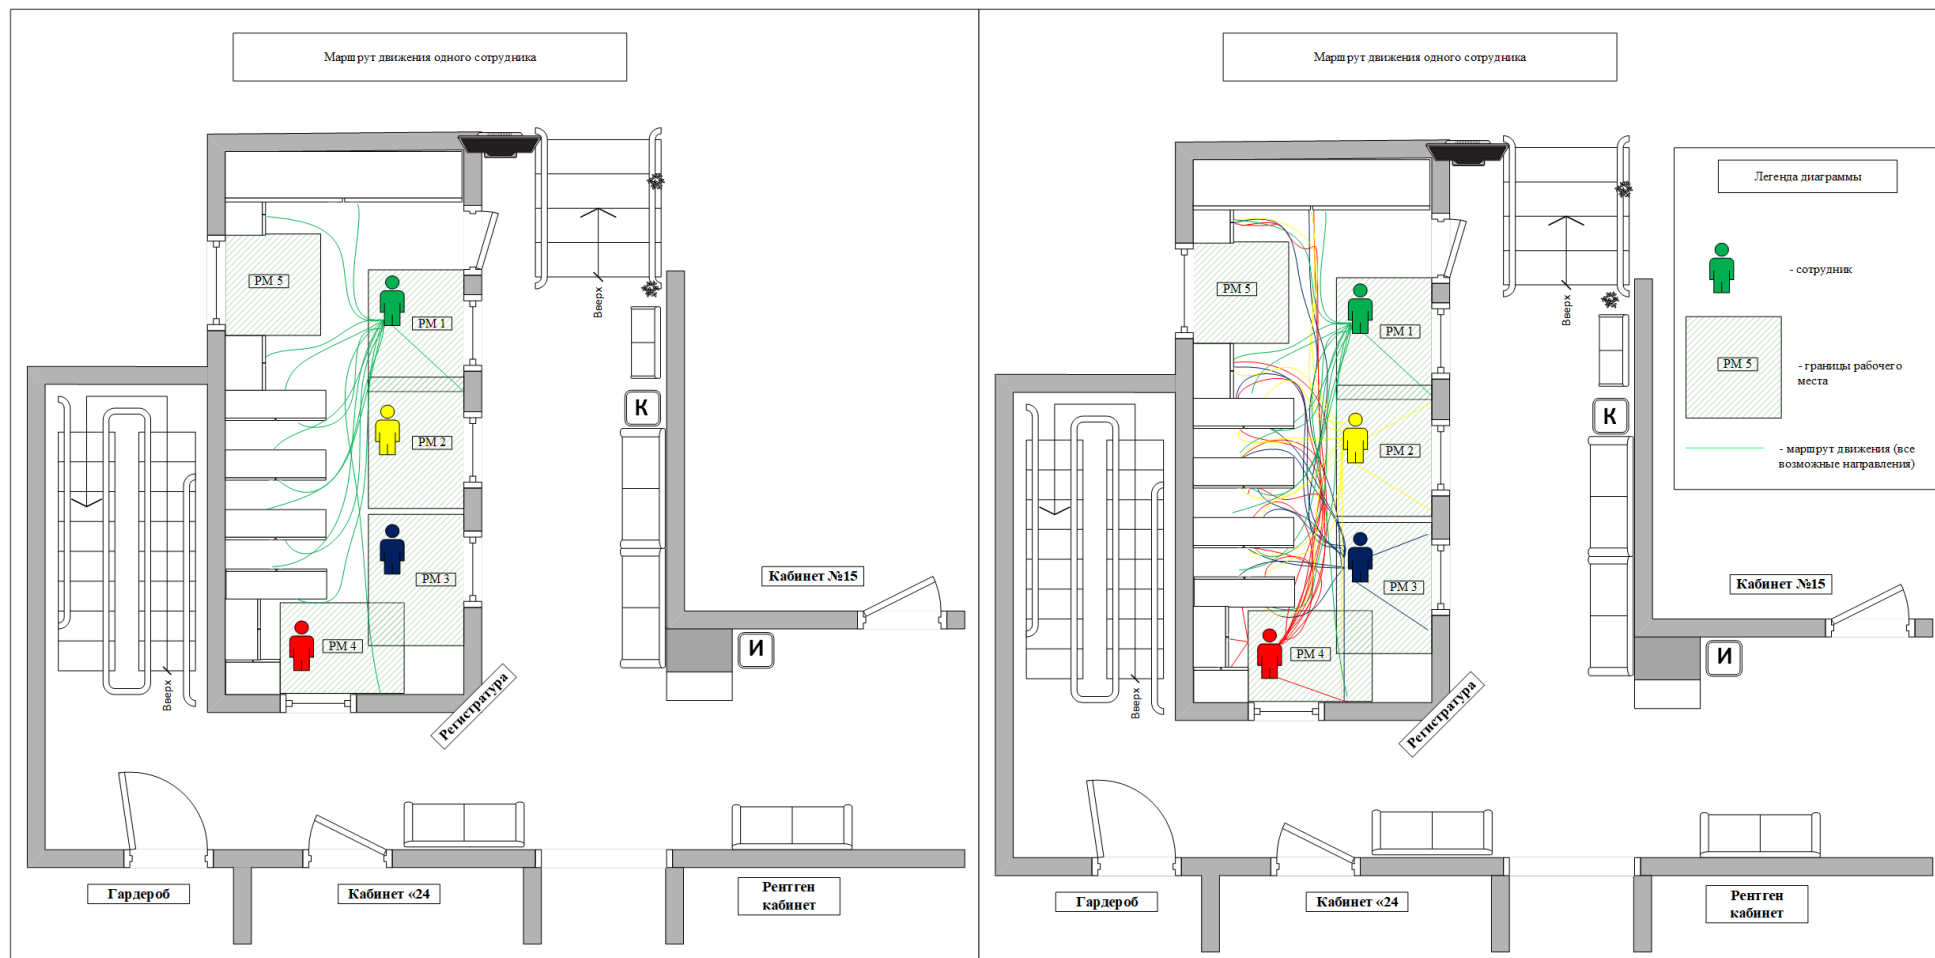 Маршрут движения одного сотрудника
РМ 5
РМ 1
РМ 2
РМ 3
РМ 4
Вверх
Вверх
К
И
Кабинет №15
Регистратура
Гардероб
Кабинет «24
Рентген
кабинет
Маршрут движения одного сотрудника
РМ 5
РМ 1
РМ 2
РМ 3
РМ 4
Вверх
Вверх
К
И
Кабинет №15
Регистратура
Гардероб
Кабинет «24
Рентген
кабинет
Легенда диаграммы
- сотрудник
РМ 5
- границы рабочего
места
- маршрут движения (все
возможные направления)